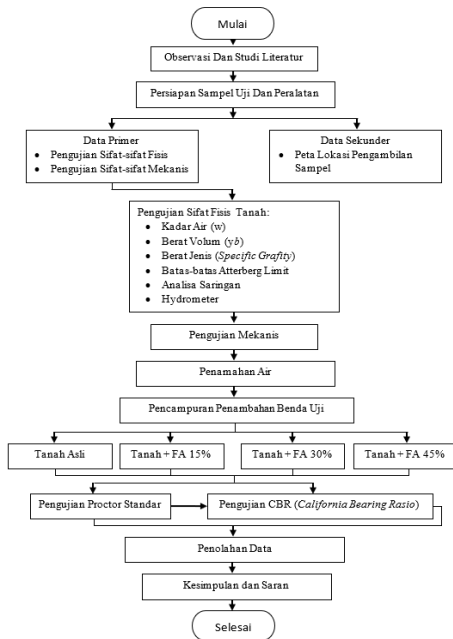 Mulai
Observasi Dan Studi Literatur
Persiapan Sampel Uji Dan Peralatan
Data Primer
• Pengujian Sifat-sifat Fisis
• Pengujian Sifat-sifat Mekanis
Data Sekunder
• Peta Lokasi Pengambilan
Sampel
Pengujian Sifat Fisis Tanah:
• Kadar Air (w)
• Berat Volum (yb)
• Berat Jenis (Specific Grafity)
• Batas-batas Atterberg Limit
• Analisa Saringan
• Hydrometer
Pengujian Mekanis
Penamahan Air
Pencampuran Penambahan Benda Uji
Tanah Asli
Tanah + FA 15%
Tanah + FA 30%
Tanah + FA 45%
Pengujian Proctor Standar
Pengujian CBR (California Bearing Rasio)
Penolahan Data
Kesimpulan dan Saran
Selesai